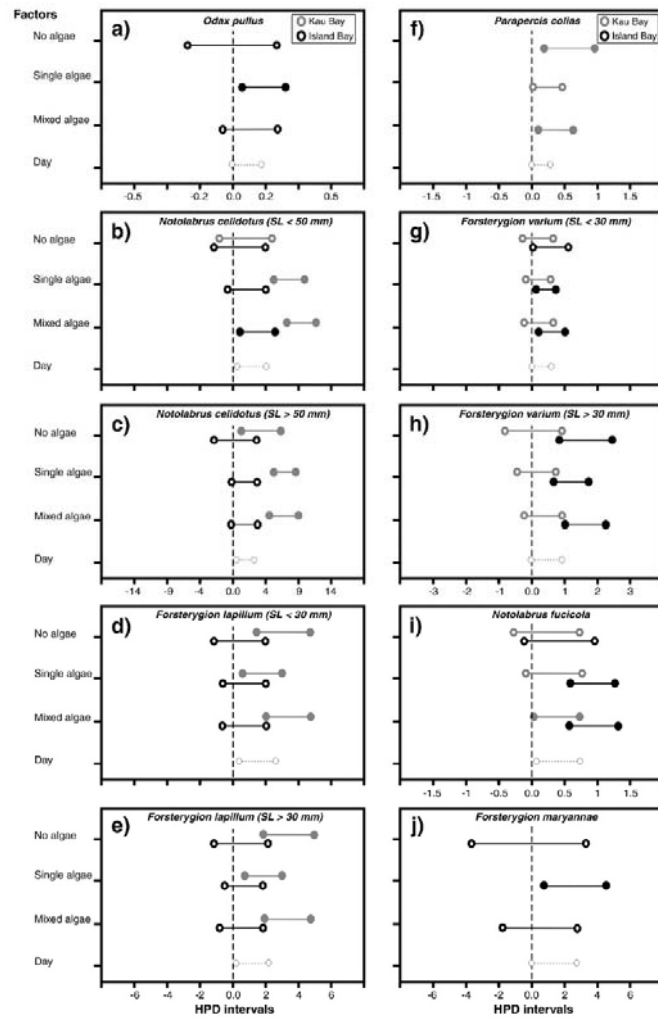 Factors
a) Odax pullus
Kau Bay
Island Bay
No algae
Single algae
Mixed algae
Day
-0.5 -0.2 0.0 0.2 0.5
b) Notolabrus celidotus (SL < 50 mm)
No algae
Single algae
Mixed algae
Day
c) Notolabrus celidotus (SL > 50 mm)
No algae
Single algae
Mixed algae
Day
-14 -9 -4 0.0 4 9 14
d) Forsterygion lapillum (SL < 30 mm)
No algae
Single algae
Mixed algae
Day
e) Forsterygion lapillum (SL > 30 mm)
No algae
Single algae
Mixed algae
Day
-6 -4 -2 0.0 2 4 6
HPD intervals
f) Parapercis colias
Kau Bay
Island Bay
-1.5 -1 -0.5 0.0 0.5 1 1.5
g) Forsterygion varium (SL < 30 mm)
h) Forsterygion varium (SL > 30 mm)
-3 -2 -1 0.0 1 2 3
i) Notolabrus fucicola
-1.5 -1 -0.5 0.0 0.5 1 1.5
j) Forsterygion maryannae
-6 -4 -2 0.0 2 4 6
HPD intervals